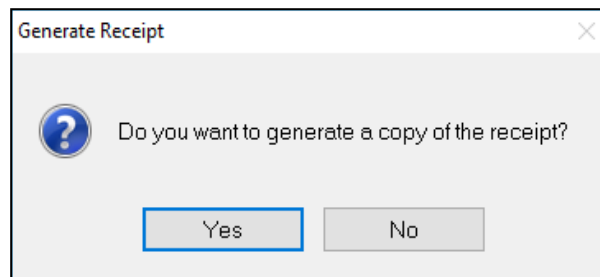 Generate Receipt
Do you want to generate a copy of the receipt?
Yes No